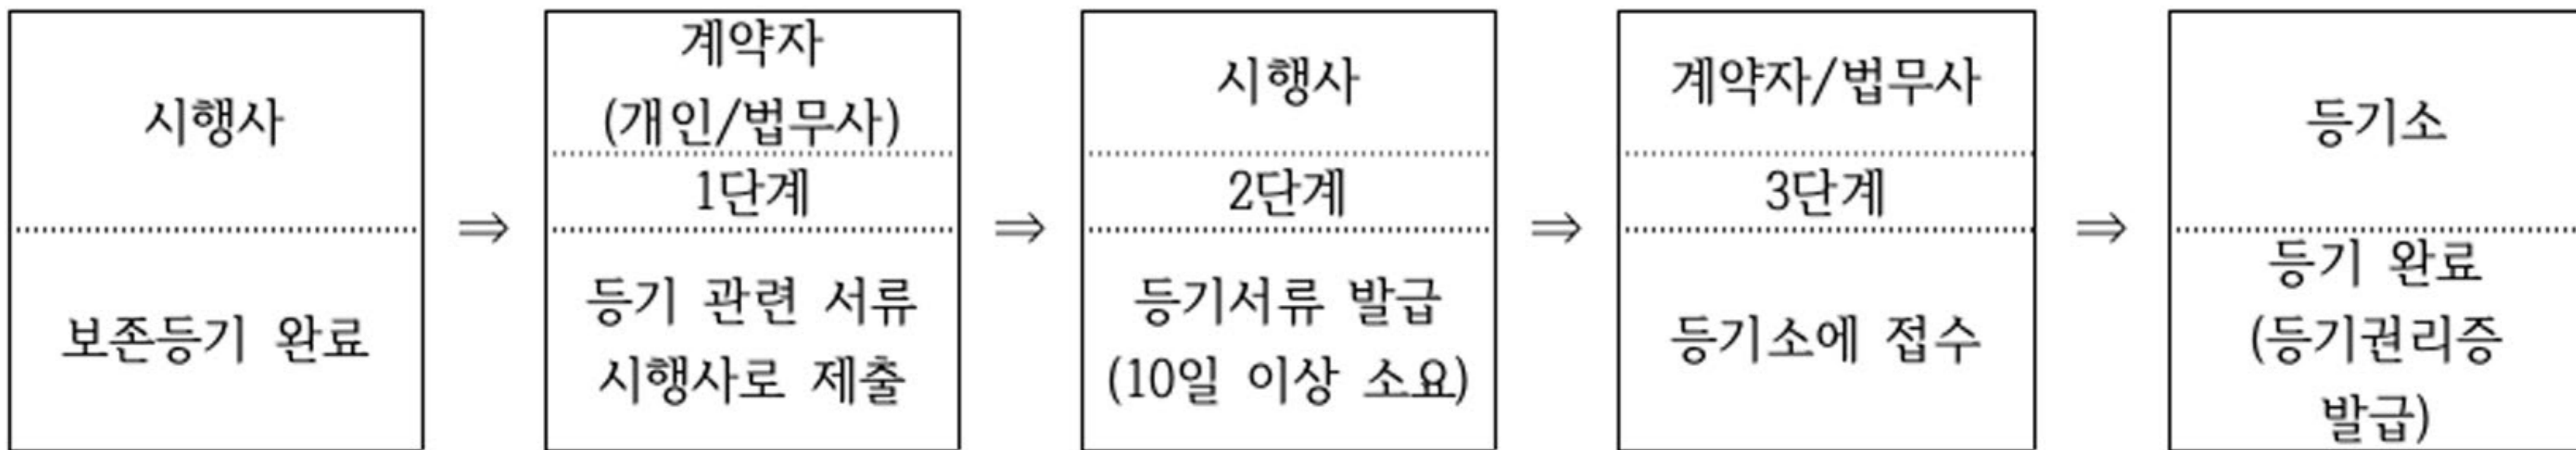 시행사
보존등기 완료
⇒
계약자
(개인/법무사)
1단계
등기 관련 서류
시행사로 제출
⇒
시행사
2단계
등기서류 발급
(10일 이상 소요)
⇒
계약자/법무사
3단계
등기소에 접수
⇒
등기소
등기 완료
(등기권리증
발급)